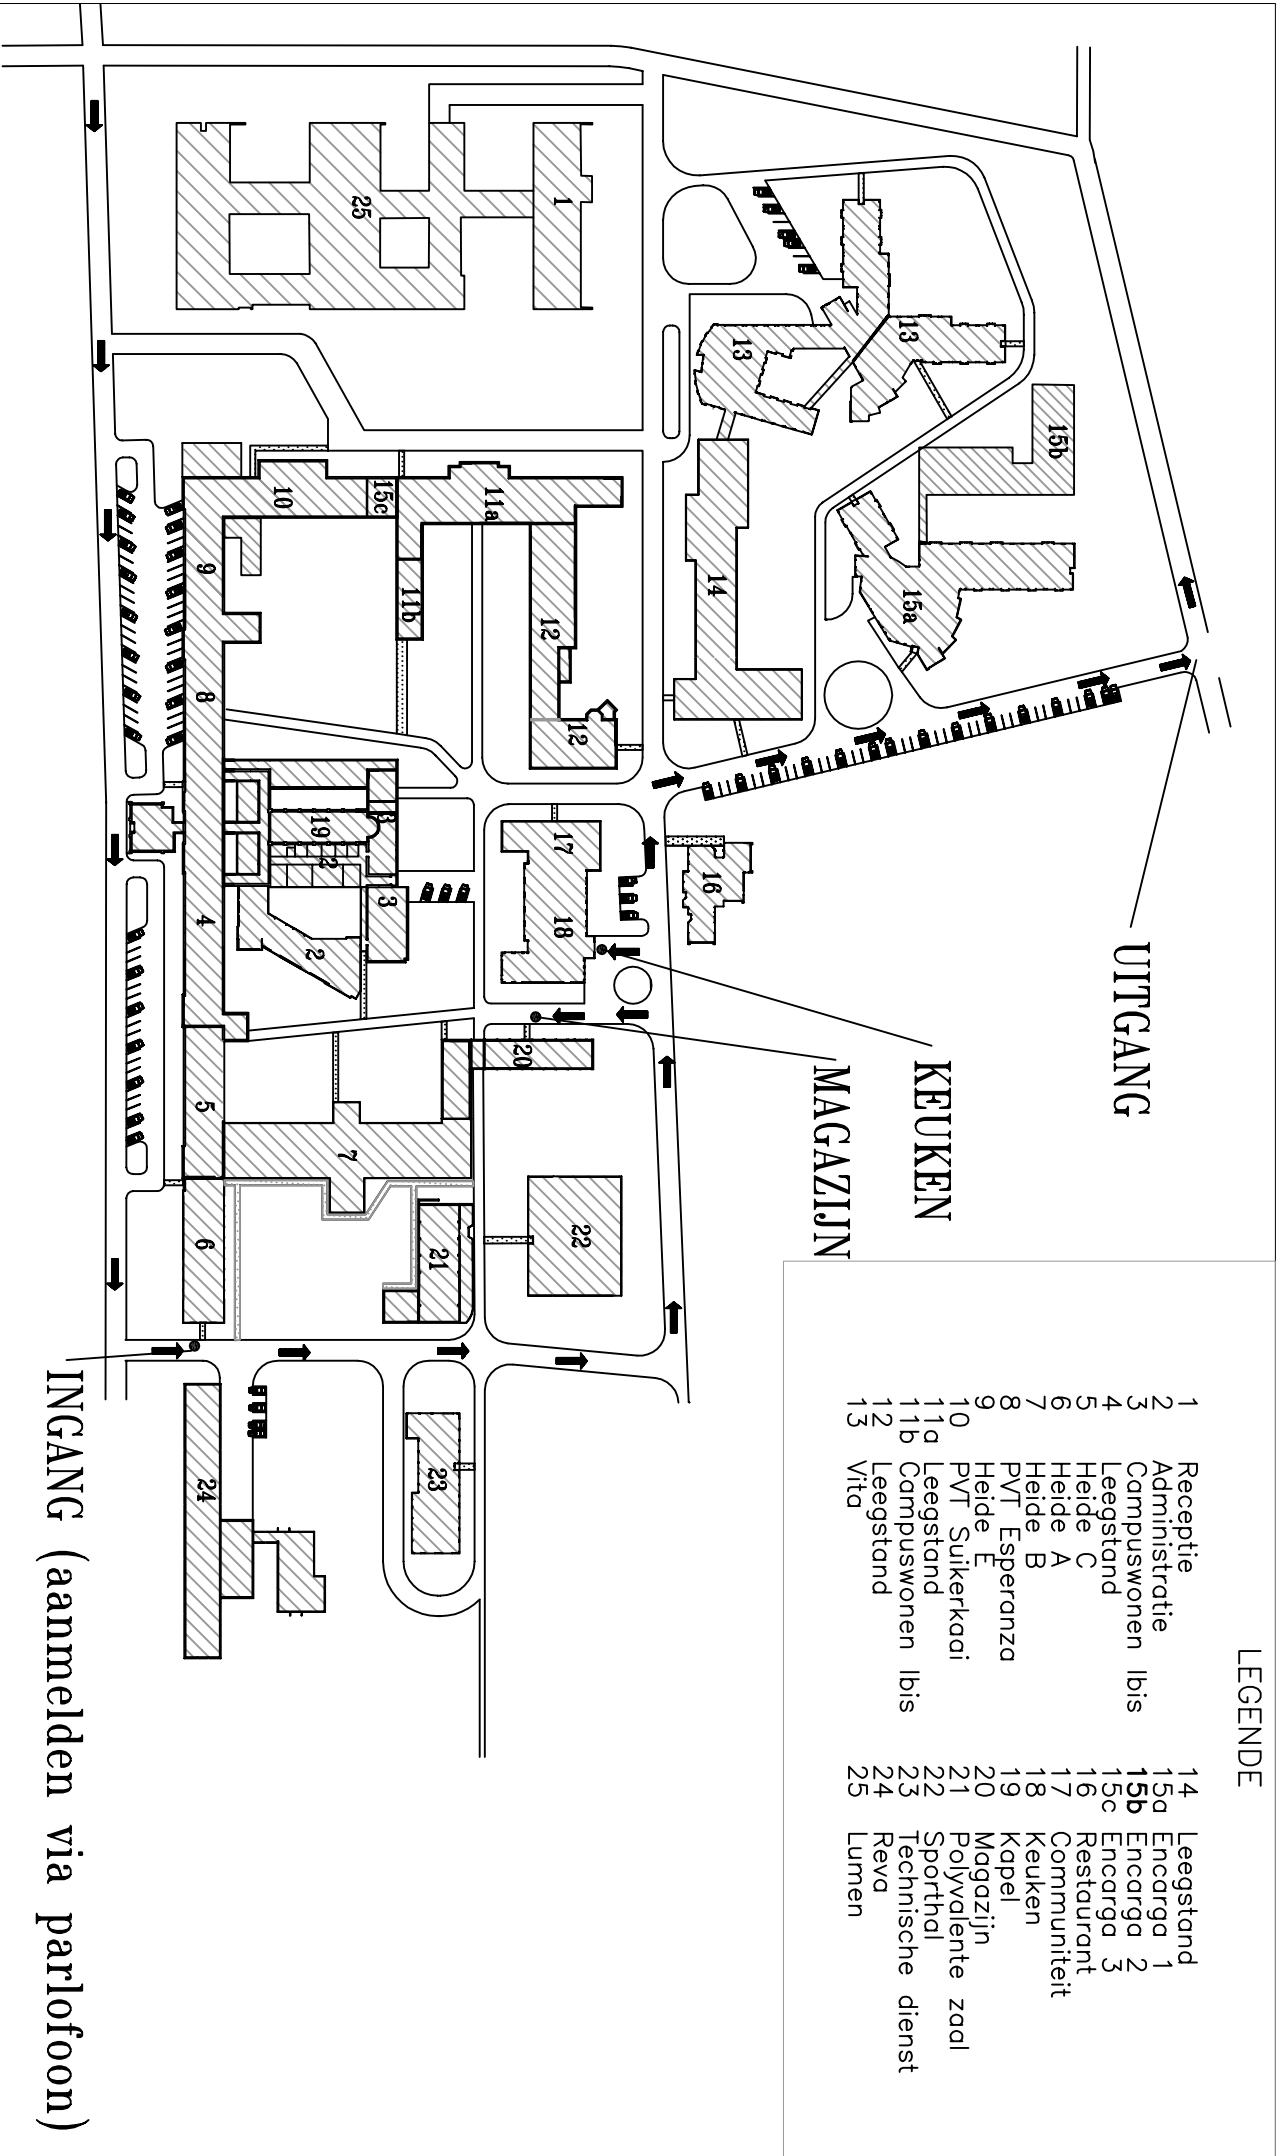 LEGENDE
1 Receptie
2 Administratie
3 Campuswonen Ibis
4 Leegstand
5 Heide C
6 Heide A
7 Heide B
8 PVT Esperanza
9 Heide E
10 PVT Suikerkaai
11a Leegstand
11b Campuswonen Ibis
12 Leegstand
13 Vita
14 Leegstand
15a Encarga 1
15b Encarga 2
15c Encarga 3
16 Restaurant
17 Communiteit
18 Keuken
19 Kapel
20 Magazijn
21 Polyvalente zaal
22 Sporthal
23 Technische dienst
24 Reva
25 Lumen
UITGANG
KEUKEN
MAGAZIJN
15b
13
15a
13
14
16
1
12
12
17
18
20
22
11a
11b
15c
25
10
3
19
2
3
2
7
21
23
9
8
4
5
6
24
INGANG (aanmelden via parlofoon)